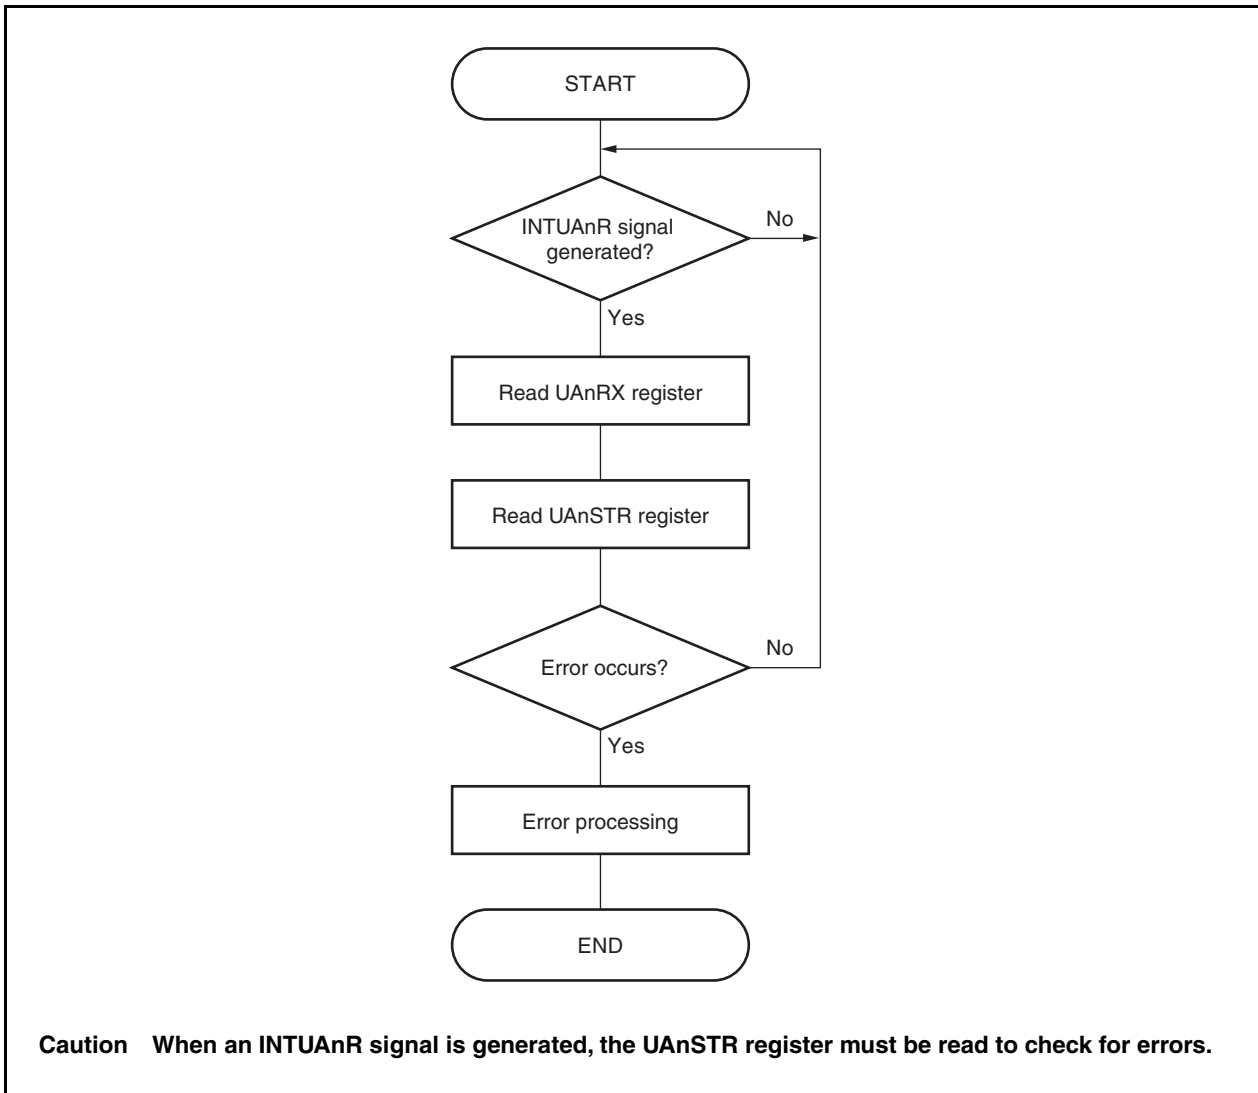 START
INTUAnR signal
generated?
No
Yes
Read UAnRX register
Read UAnSTR register
Error occurs?
No
Yes
Error processing
END
Caution When an INTUAnR signal is generated, the UAnSTR register must be read to check for errors.